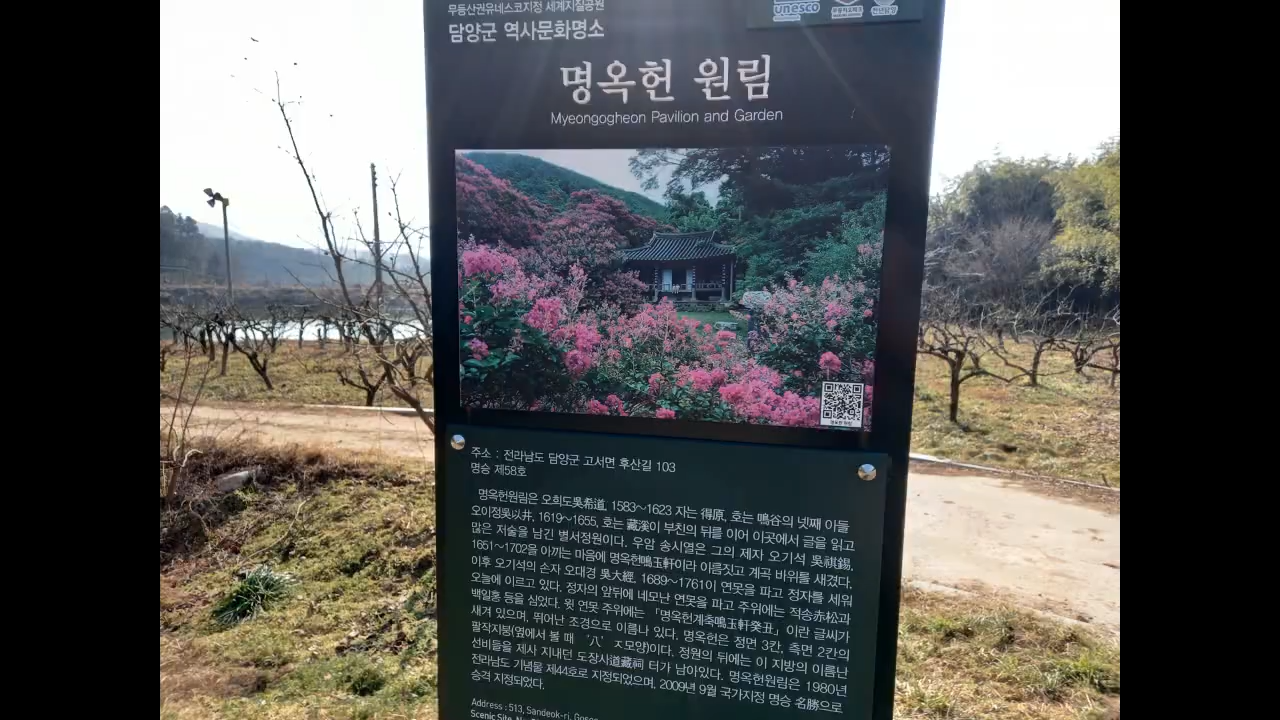 무등산권유네스코지정 세계지질공원
담양군 역사문화명소
unesco
명옥헌 원림
Myeongogheon Pavilion and Garden
명옥헌 원림
주소 : 전라남도 담양군 고서면 후산길 103
명승 제58호
명옥헌원림은 오희도吳希道, 1583~1623 자는 得原, 호는 鳴谷의 넷째 아들
오이정吳以井, 1619~1655, 호는 藏溪이 부친의 뒤를 이어 이곳에서 글을 읽고
많은 저술을 남긴 별서정원이다. 우암 송시열은 그의 제자 오기석 吳祺錫,
1651~1702을 아끼는 마음에 명옥헌鳴玉軒이라 이름짓고 계곡 바위를 새겼다.
이후 오기석의 손자 오대경 吳大經, 1689~1761이 연못을 파고 정자를 세워
오늘에 이르고 있다. 정자의 앞뒤에 네모난 연못을 파고 주위에는 적송赤松과
백일홍 등을 심었다. 윗 연못 주위에는 「명옥헌계축鳴玉軒癸丑」이란 글씨가
새겨 있으며, 뛰어난 조경으로 이름나 있다. 명옥헌은 정면 3칸, 측면 2칸의
팔작지붕(옆에서 볼 때 '八' ㅈ모양)이다. 정원의 뒤에는 이 지방의 이름난
선비들을 제사 지내던 도장사道藏祠 터가 남아있다. 명옥헌원림은 1980년
전라남도 기념물 제44호로 지정되었으며, 2009년 9월 국가지정 명승 名勝으로
승격 지정되었다.
Address : 513, Sandeok-ri,
Scenic Site,